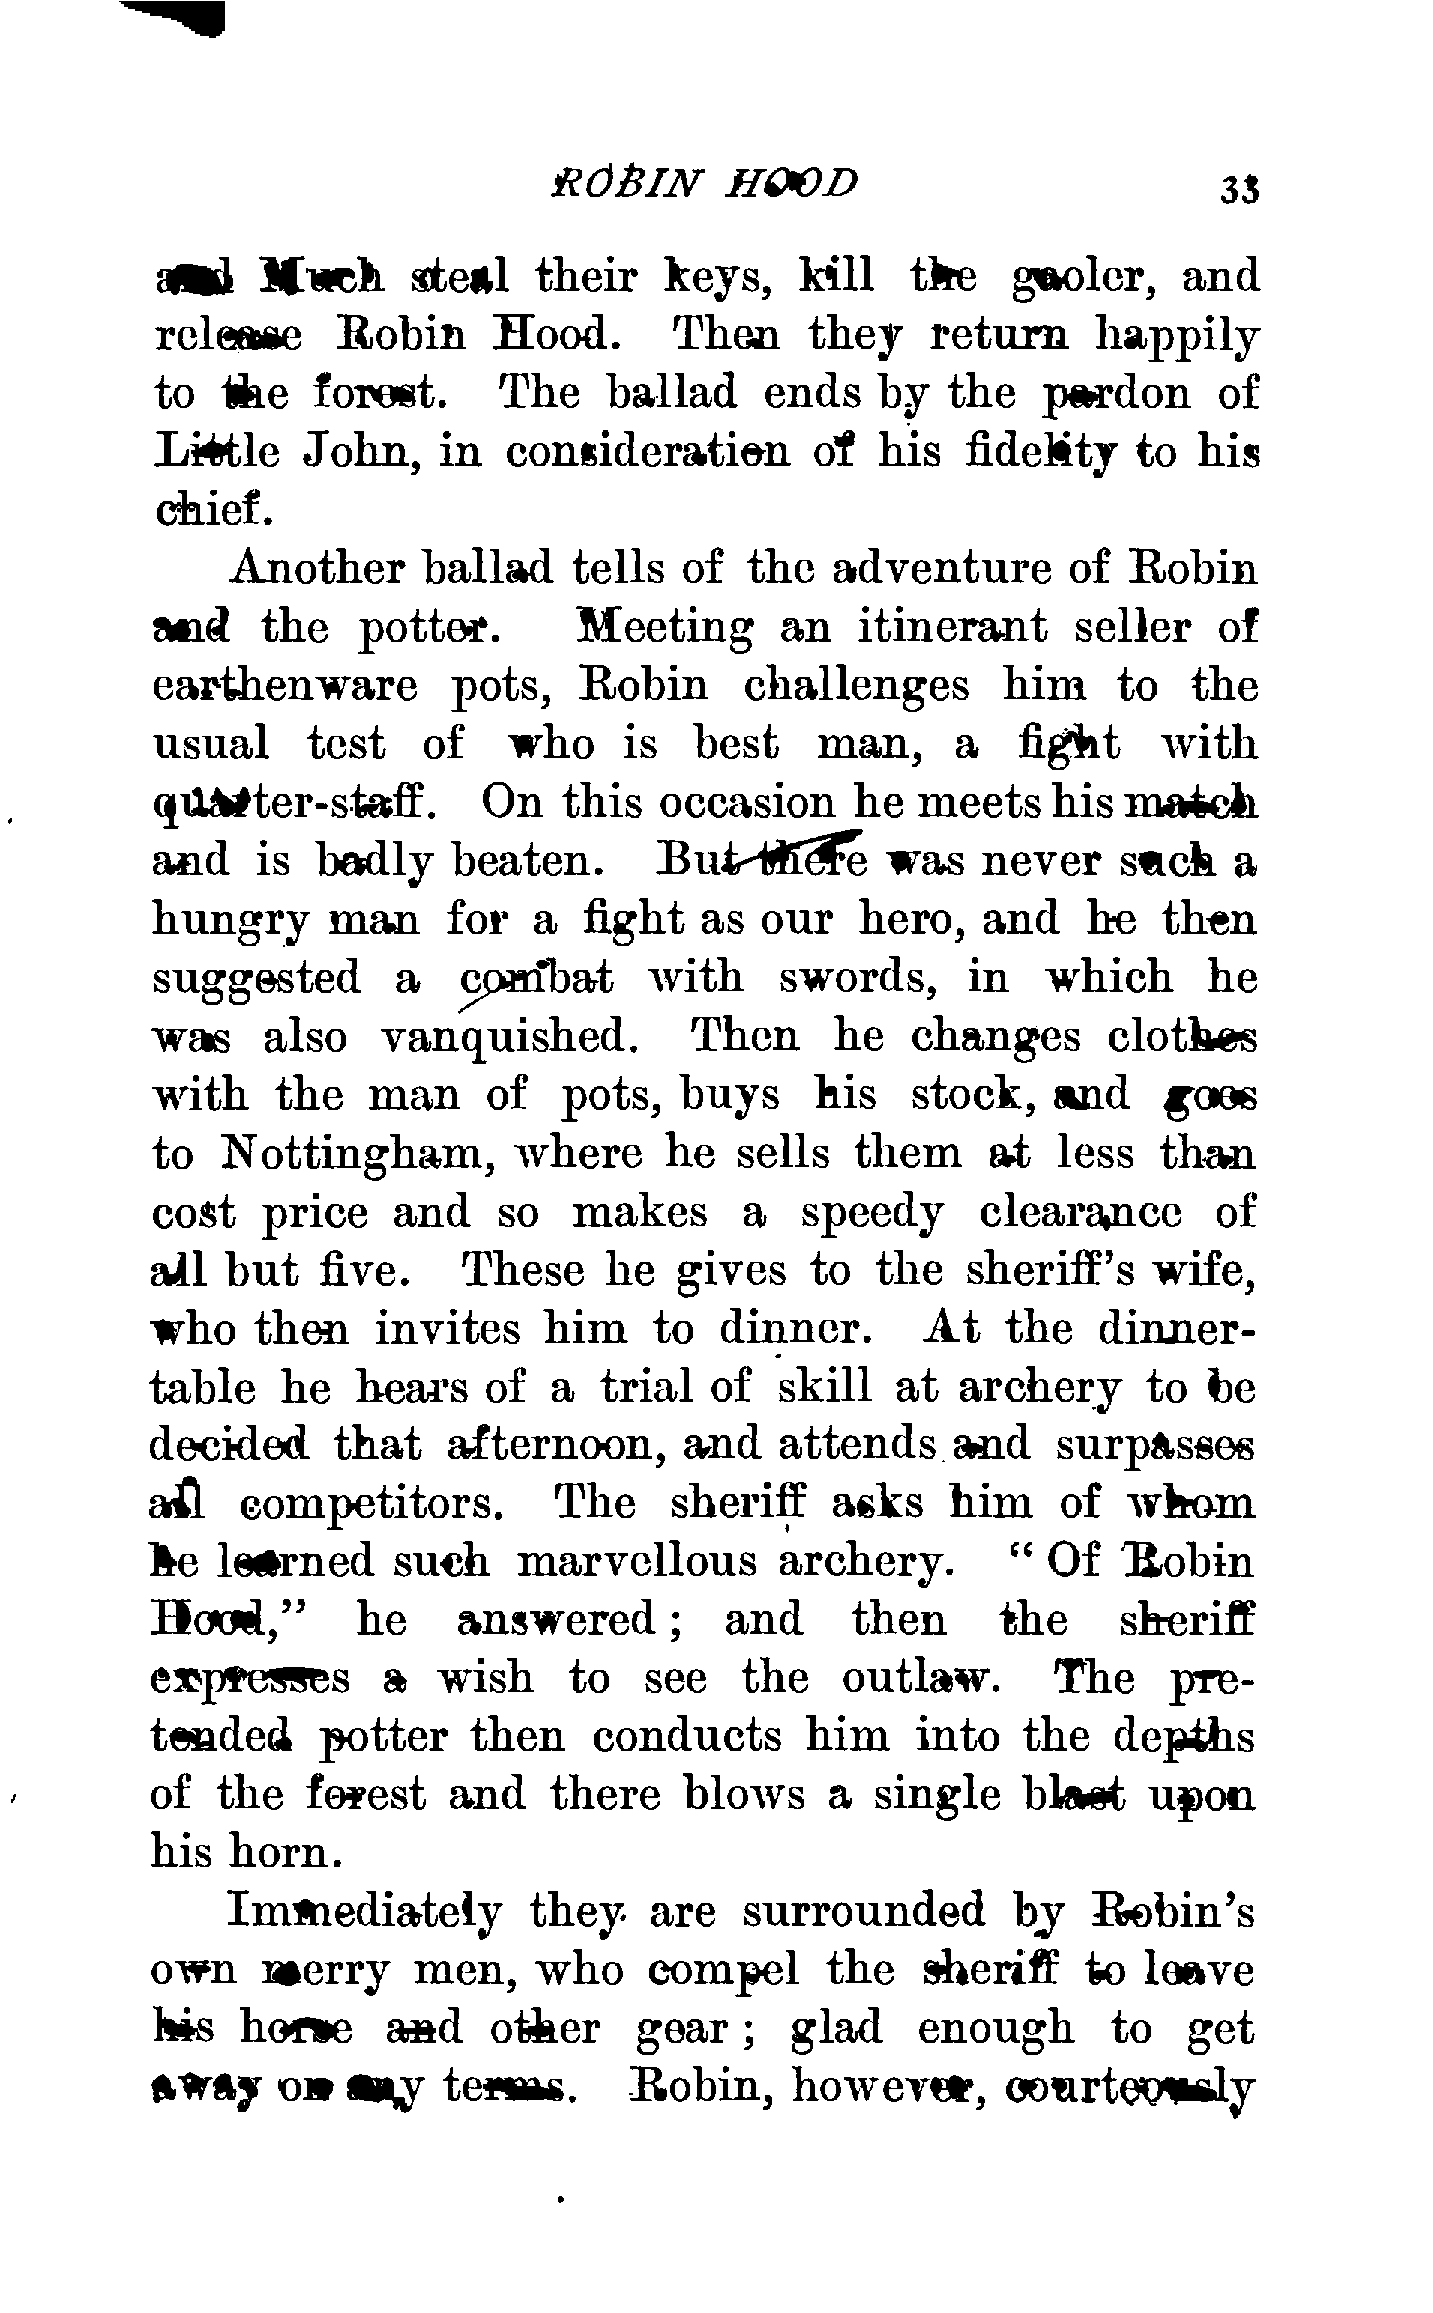 ROBIN HOOD 33
and Much steal their keys, kill the gaoler, and
release Robin Hood. Then they return happily
to the forest. The ballad ends by the pardon of
Little John, in consideration of his fidelity to his
chief.
Another ballad tells of the adventure of Robin
and the potter. Meeting an itinerant seller of
earthenware pots, Robin challenges him to the
usual test of who is best man, a fight with
quarter-staff. On this occasion he meets his match
and is badly beaten. But there was never such a
hungry man for a fight as our hero, and he then
suggested a combat with swords, in which he
was also vanquished. Then he changes clothes
with the man of pots, buys his stock, and goes
to Nottingham, where he sells them at less than
cost price and so makes a speedy clearance of
all but five. These he gives to the sheriff's wife,
who then invites him to dinner. At the dinner-
table he hears of a trial of skill at archery to be
decided that afternoon, and attends and surpasses
all competitors. The sheriff asks him of whom
he learned such marvellous archery. “ Of Robin
Hood,” he answered ; and then the sheriff
expresses a wish to see the outlaw. The pre-
tended potter then conducts him into the depths
of the forest and there blows a single blast upon
his horn.
Immediately they are surrounded by Robin's
own merry men, who compel the sheriff to leave
his horse and other gear ; glad enough to get
away on any terms. Robin, however, courteously